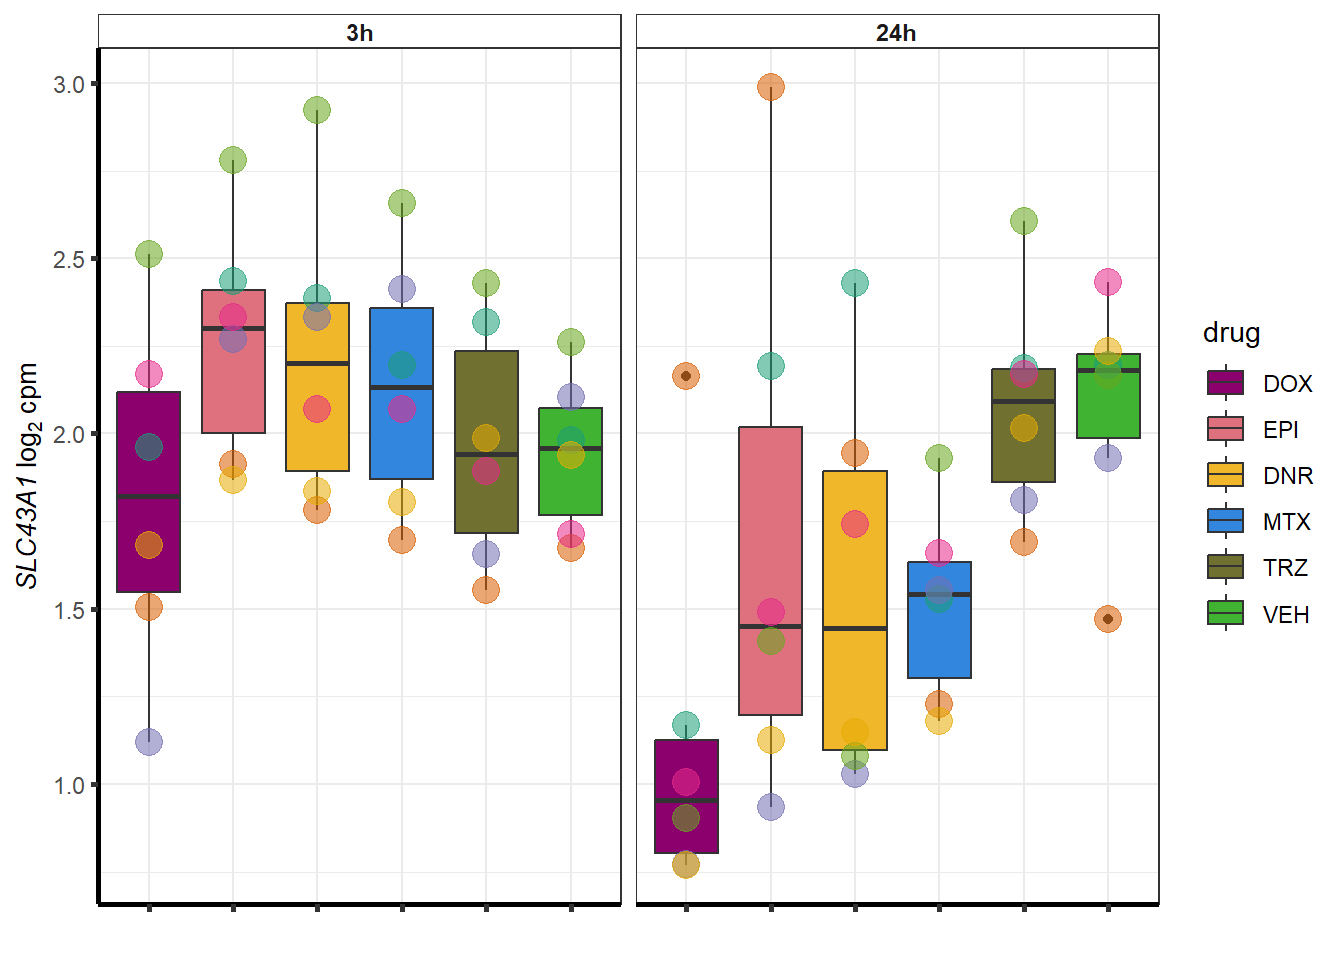 3h
24h
3.0
2.5
2.0
1.5
1.0
SLC43A1 log₂ cpm
drug
DOX
EPI
DNR
MTX
TRZ
VEH